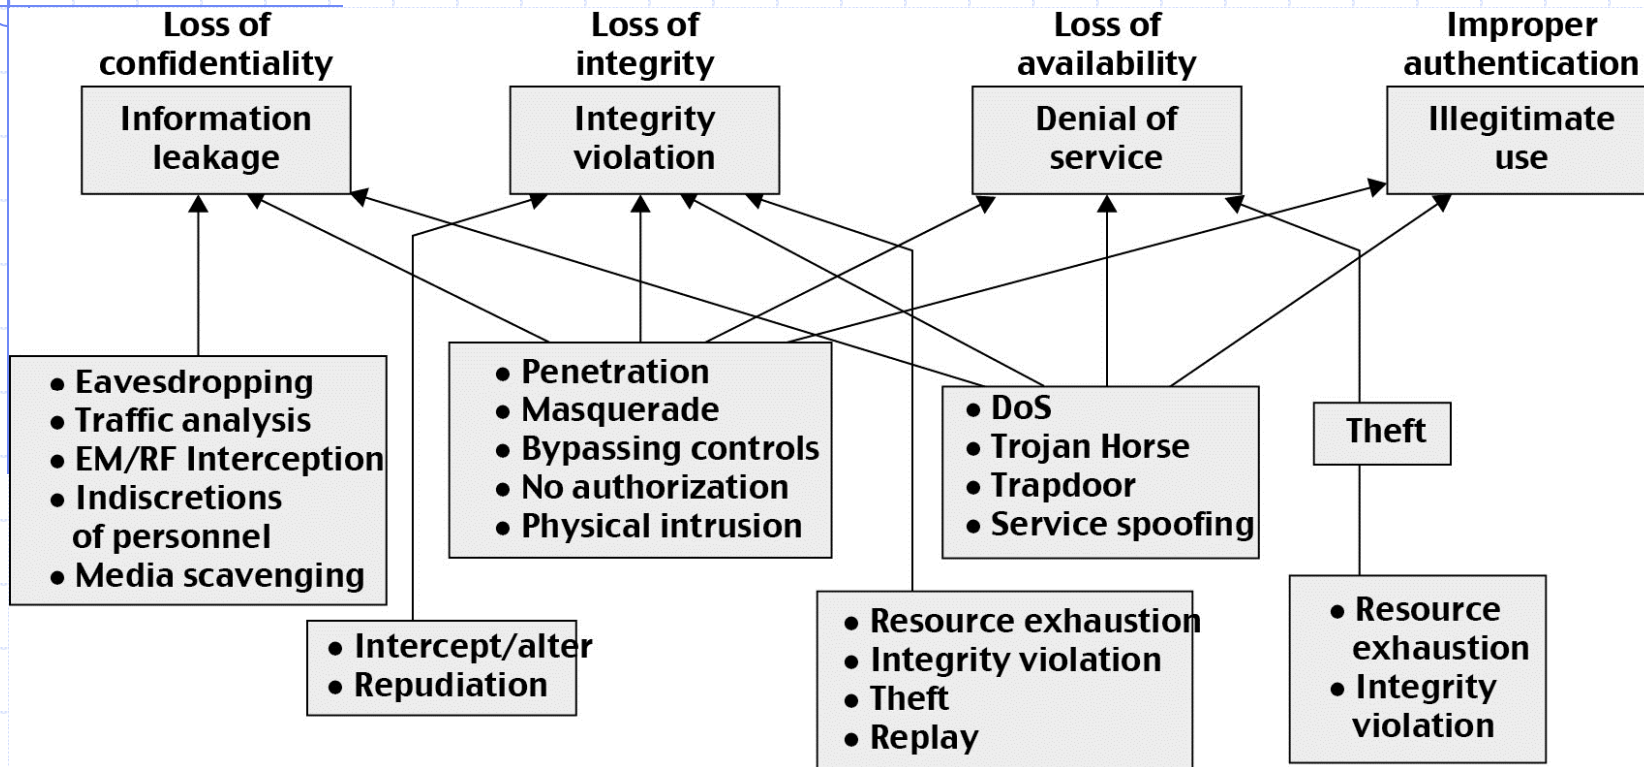 Loss of
confidentiality
Loss of
integrity
Loss of
availability
Improper
authentication
Information
leakage
Integrity
violation
Denial of
service
Illegitimate
use
• Eavesdropping
• Traffic analysis
• EM/RF Interception
• Indiscretions
of personnel
• Media scavenging
• Penetration
• Masquerade
• Bypassing controls
• No authorization
• Physical intrusion
• DoS
• Trojan Horse
• Trapdoor
• Service spoofing
Theft
• Intercept/alter
• Repudiation
• Resource exhaustion
• Integrity violation
• Theft
• Replay
• Resource
exhaustion
• Integrity
violation